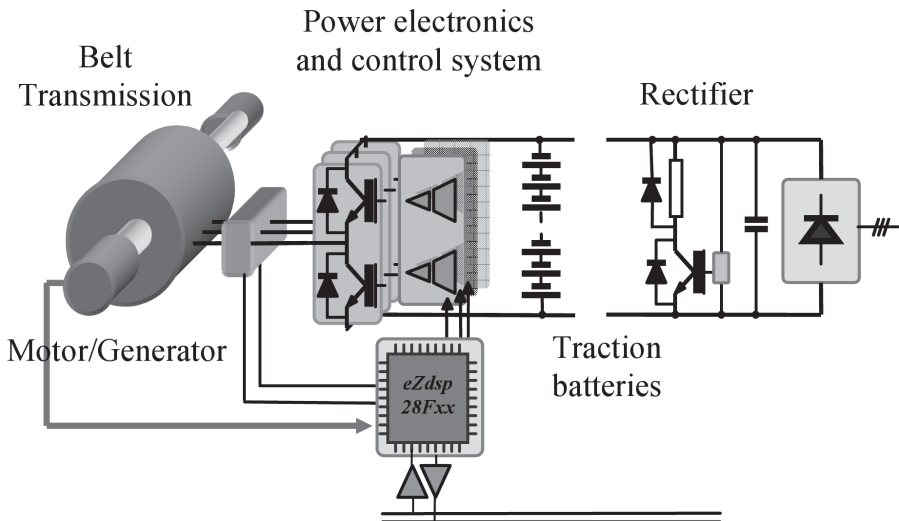 Power electronics
and control system
Belt
Transmission
Rectifier
Motor/Generator
Traction
batteries
eZdsp
28Fxx